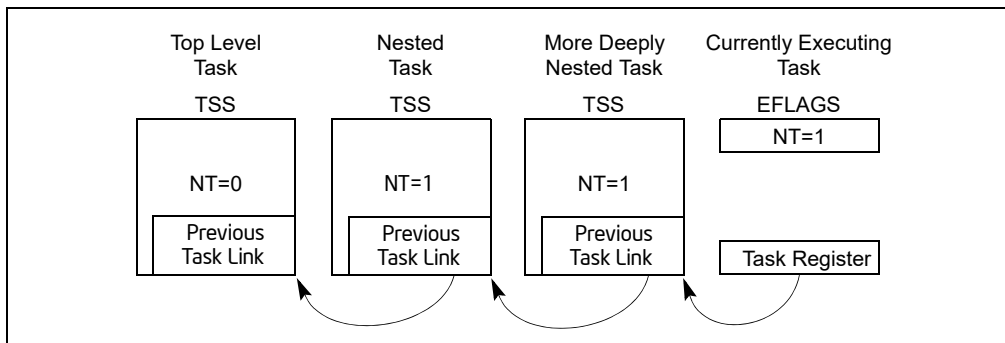 Top Level
Task
Nested
Task
More Deeply
Nested Task
Currently Executing
Task
TSS
TSS
TSS
EFLAGS
NT=1
NT=0
NT=1
NT=1
Previous
Task Link
Previous
Task Link
Previous
Task Link
Task Register